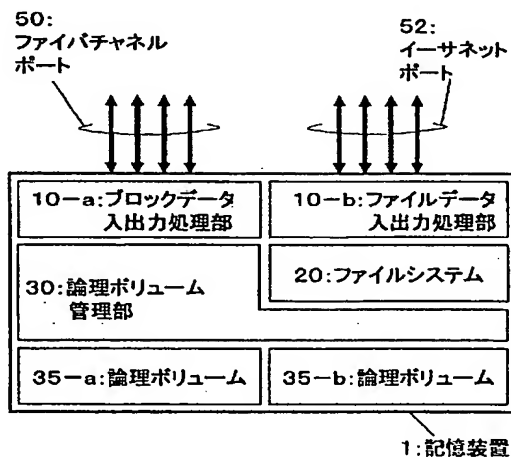 50:
ファイバチャネル
ポート
52:
イーサネット
ポート
10-a:ブロックデータ
入出力処理部
10-b:ファイルデータ
入出力処理部
30:論理ボリューム
管理部
20:ファイルシステム
35-a:論理ボリューム
35-b:論理ボリューム
1:記憶装置